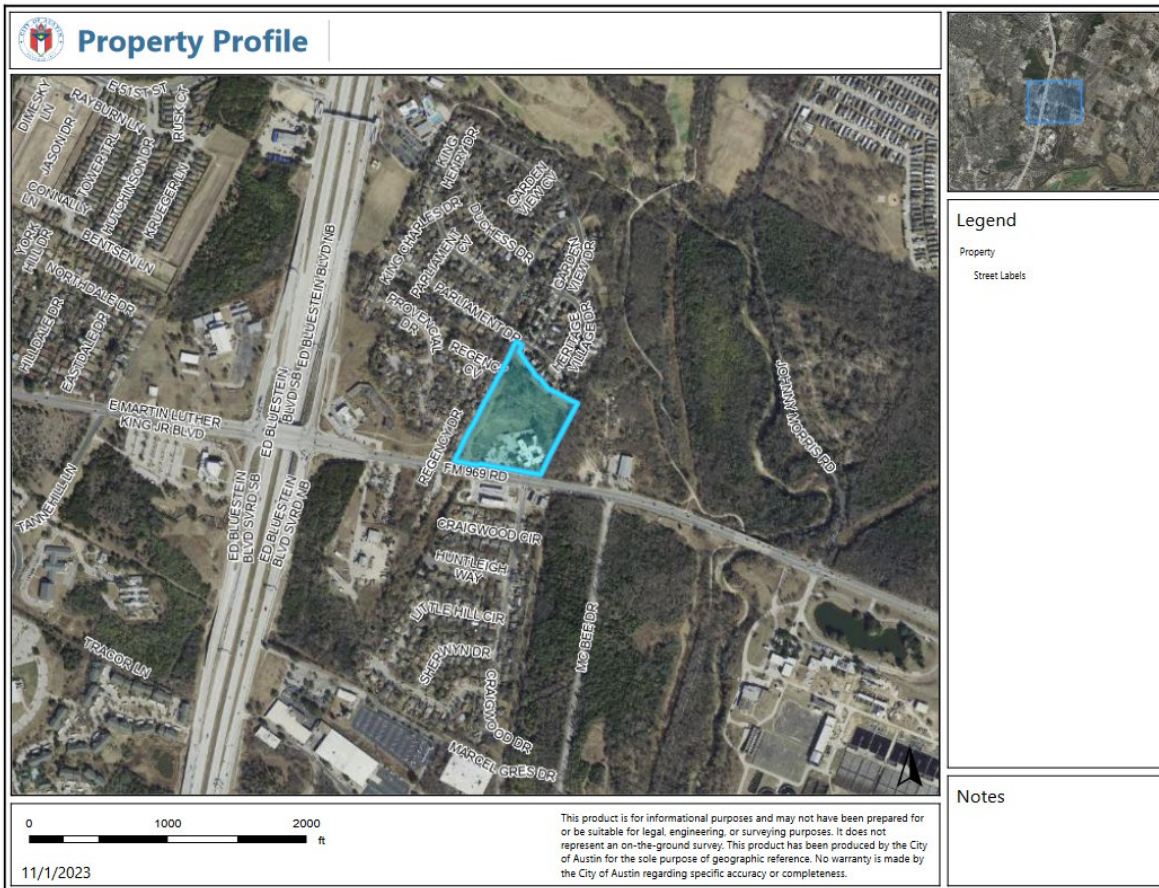 CITY OF AUSTIN
Property Profile
DIMESKY
LN
E 51ST ST
RAYBURN LN
RUSK CT
JASON DR
TOWER TRL
HUTCHINSON DR
KRUEGER LN
CONNALLY
LN
BENTSEN LN
YORK
HILL DR
NORTHDALE DR
HILLDALE DR
EASTDALE DR
E MARTIN LUTHER
KING JR BLVD
TANNEHILL LN
TRACOR LN
ED BLUESTEIN BLVD NB
ED BLUESTEIN
BLVD SB
ED BLUESTEIN
BLVD SVRD SB
ED BLUESTEIN
BLVD SVRD NB
KING
HENRY DR
GARDEN
VIEW CV
KING CHARLES DR
DUCHESS DR
PARLIAMENT
CV
GARDEN
VIEW DR
PARLIAMENT DR
PROVENCIAL
DR
REGENCY
CV
HERITAGE
VILLAGE DR
REGENCY DR
FM 969 RD
JOHNNY MORRIS RD
CRAIGWOOD CIR
HUNTLEIGH
WAY
LITTLE HILL CIR
SHERWYN DR
CRAIGWOOD DR
MC BEE DR
MARCEL GRES DR
Legend
Property
Street Labels
Notes
0 1000 2000
ft
11/1/2023
This product is for informational purposes and may not have been prepared for
or be suitable for legal, engineering, or surveying purposes. It does not
represent an on-the-ground survey. This product has been produced by the City
of Austin for the sole purpose of geographic reference. No warranty is made by
the City of Austin regarding specific accuracy or completeness.